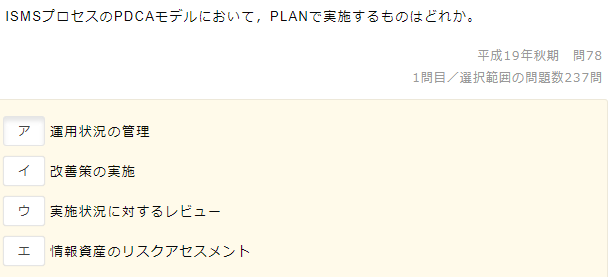 ISMSプロセスのPDCAモデルにおいて，PLANで実施するものはどれか。
平成19年秋期　問78
1問目／選択範囲の問題数237問
ア 運用状況の管理
イ 改善策の実施
ウ 実施状況に対するレビュー
エ 情報資産のリスクアセスメント